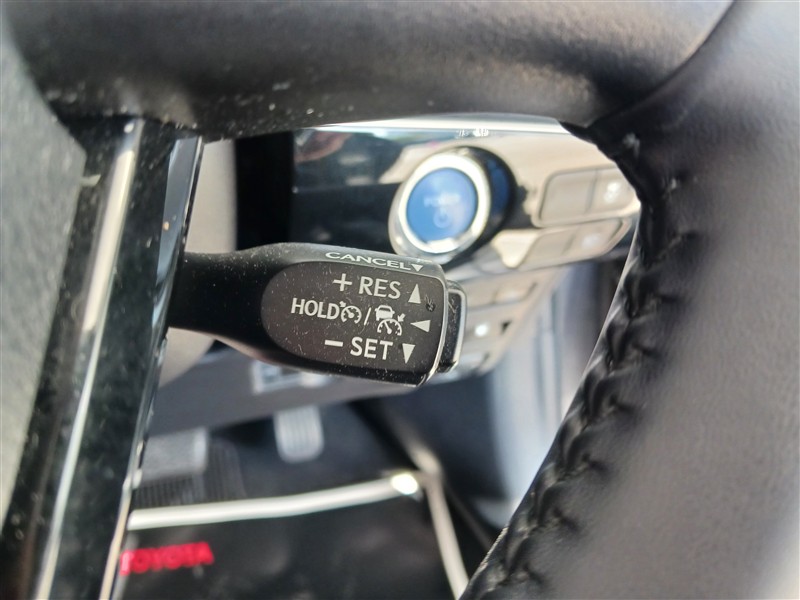 POWER
CANCEL
+ RES
HOLD /
− SET
TOYOTA